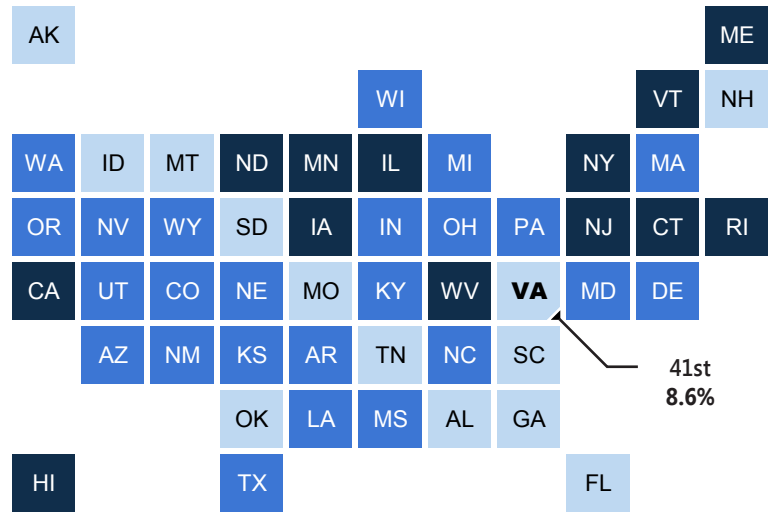 AK ME
WI VT NH
WA ID MT ND MN IL MI NY MA
OR NV WY SD IA IN OH PA NJ CT RI
CA UT CO NE MO KY WV VA MD DE
AZ NM KS AR TN NC SC
41st
8.6%
OK LA MS AL GA
HI TX FL